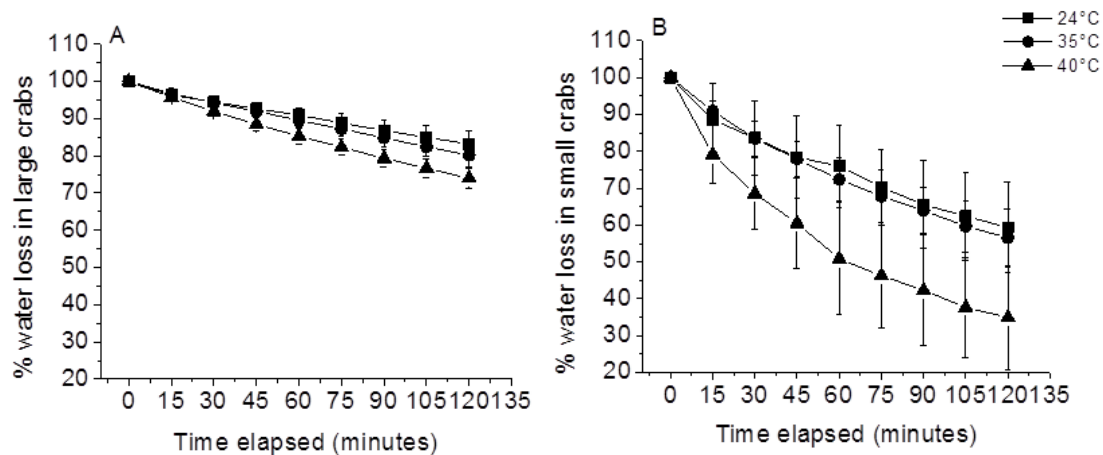 A
% water loss in large crabs
110
100
90
80
70
60
50
40
30
20
0 15 30 45 60 75 90 105 120 135
Time elapsed (minutes)
B
% water loss in small crabs
110
100
90
80
70
60
50
40
30
20
0 15 30 45 60 75 90 105 120 135
Time elapsed (minutes)
24°C
35°C
40°C